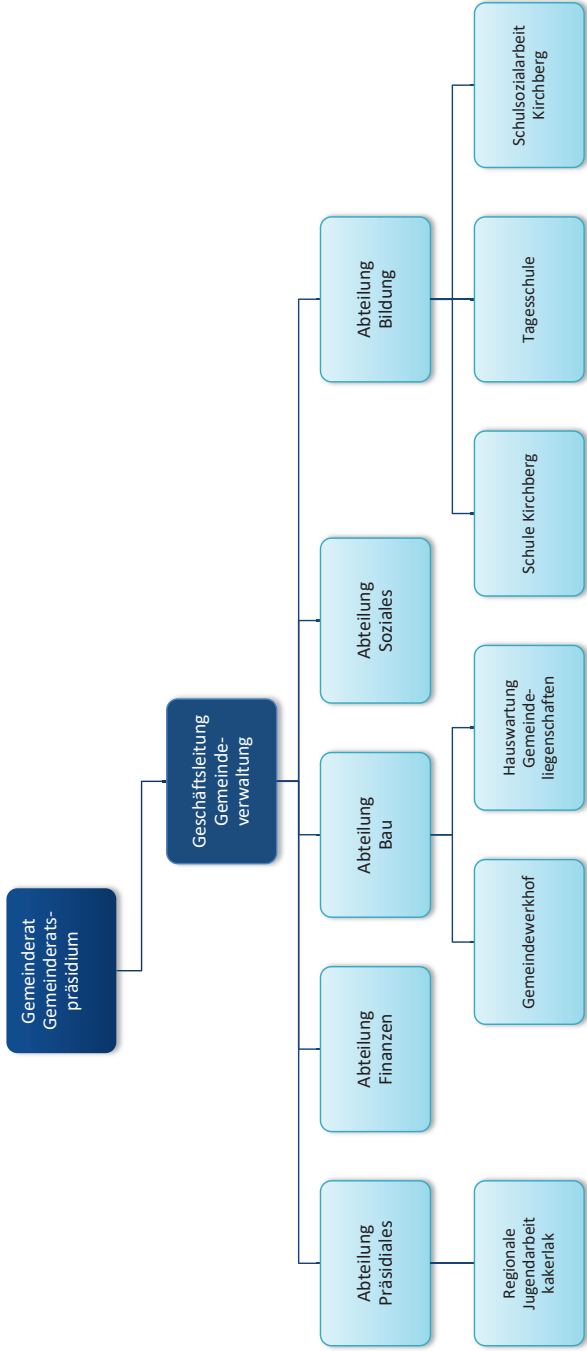 Gemeinderat
Gemeinderats-
präsidium
Geschäftsleitung
Gemeinde-
verwaltung
Abteilung
Präsidiales
Abteilung
Finanzen
Abteilung
Bau
Abteilung
Soziales
Abteilung
Bildung
Regionale
Jugendarbeit
kakerlak
Gemeindewerkhof
Hauswartung
Gemeinde-
liegenschaften
Schule Kirchberg
Tagesschule
Schulsozialarbeit
Kirchberg